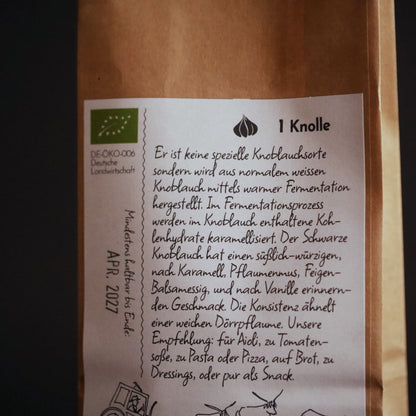 1 Knolle
DE-ÖKO-006
Deutsche
Landwirtschaft
Er ist keine spezielle Knoblauchsorte
sondern wird aus normalem weissen
Knoblauch mittels warmer Fermentation
hergestellt. Im Fermentationsprozess
werden im Knoblauch enthaltene Koh-
lenhydrate karamellisiert. Der Schwarze
Knoblauch hat einen süßlich-würzigen,
nach Karamell, Pflaumenmus, Feigen-
Balsamessig, und nach Vanille erinnern-
den Geschmack. Die Konsistenz ähnelt
einer weichen Dörrpflaume. Unsere
Empfehlung: für Aioli, zu Tomaten-
soße, zu Pasta oder Pizza, auf Brot, zu
Dressings, oder pur als Snack.
Mindestens haltbar bis Ende:
APR. 2027